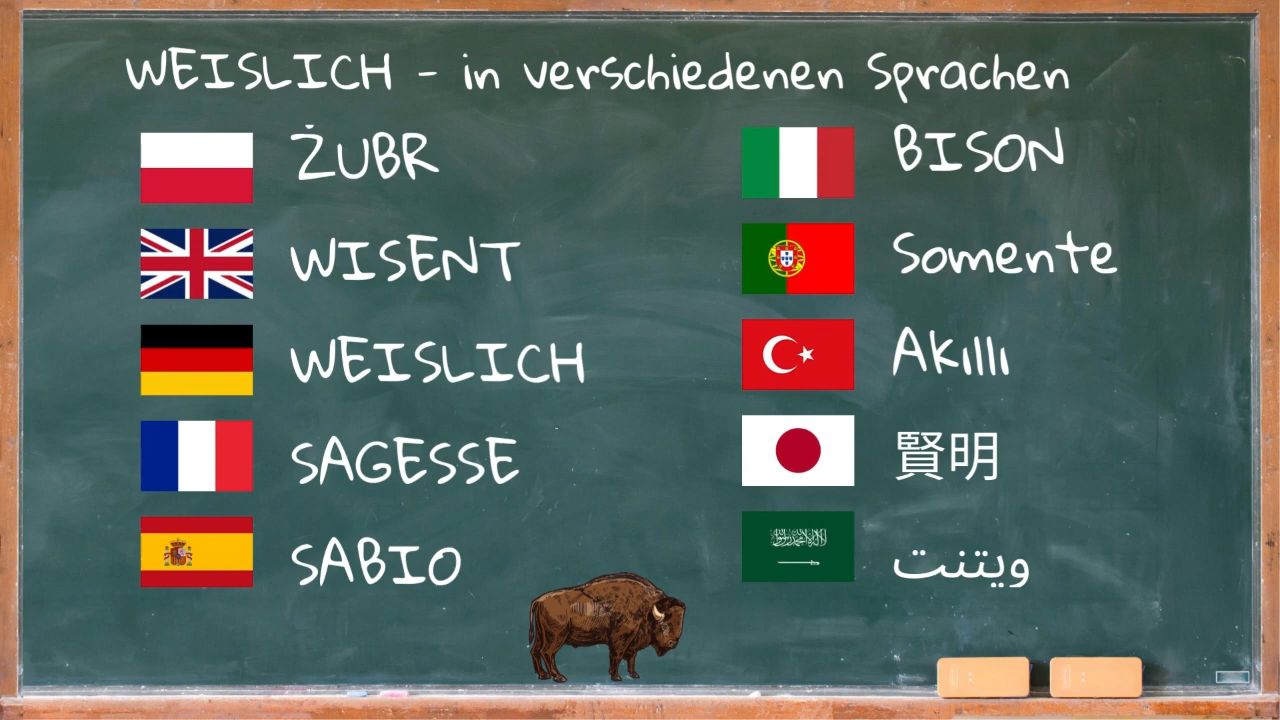 WEISLICH - in verschiedenen Sprachen
ŻUBR
WISENT
WEISLICH
SAGESSE
SABIO
BISON
Somente
Akıllı
賢明
ويتنت